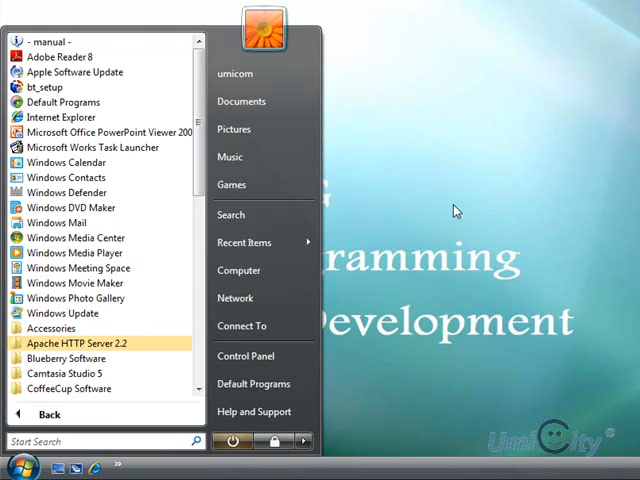 - manual -
Adobe Reader 8
Apple Software Update
bt_setup
Default Programs
Internet Explorer
Microsoft Office PowerPoint Viewer 200
Microsoft Works Task Launcher
Windows Calendar
Windows Contacts
Windows Defender
Windows DVD Maker
Windows Mail
Windows Media Center
Windows Media Player
Windows Meeting Space
Windows Movie Maker
Windows Photo Gallery
Windows Update
Accessories
Apache HTTP Server 2.2
Blueberry Software
Camtasia Studio 5
CoffeeCup Software
Back
Start Search
umicom
Documents
Pictures
Music
Games
Search
Recent Items
Computer
Network
Connect To
Control Panel
Default Programs
Help and Support
G
gramming
Development
UmiCity®